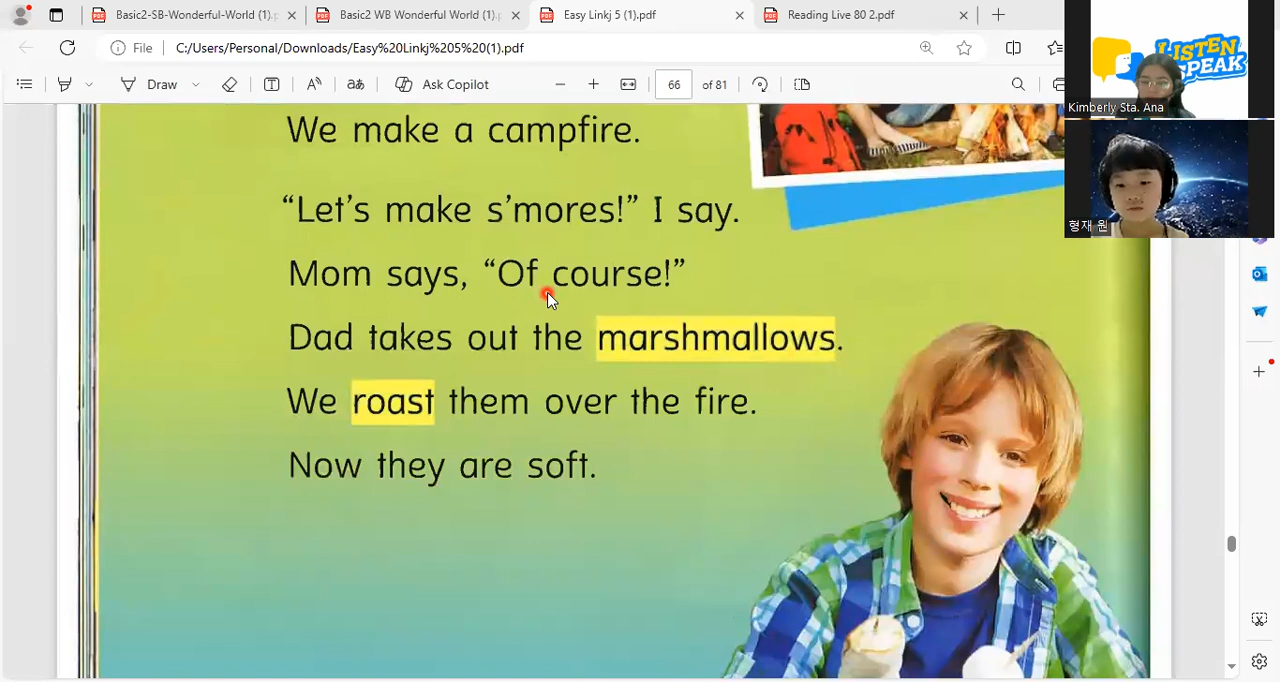 Basic2-SB-Wonderful-World (1).p
Basic2 WB Wonderful World (1).p
Easy Linkj 5 (1).pdf
Reading Live 80 2.pdf
File
C:/Users/Personal/Downloads/Easy%20Linkj%205%20(1).pdf
Draw
Ask Copilot
66 of 81
LISTEN
SPEAK
Kimberly Sta. Ana
형재 원
We make a campfire.
“Let’s make s’mores!” I say.
Mom says, “Of course!”
Dad takes out the marshmallows.
We roast them over the fire.
Now they are soft.